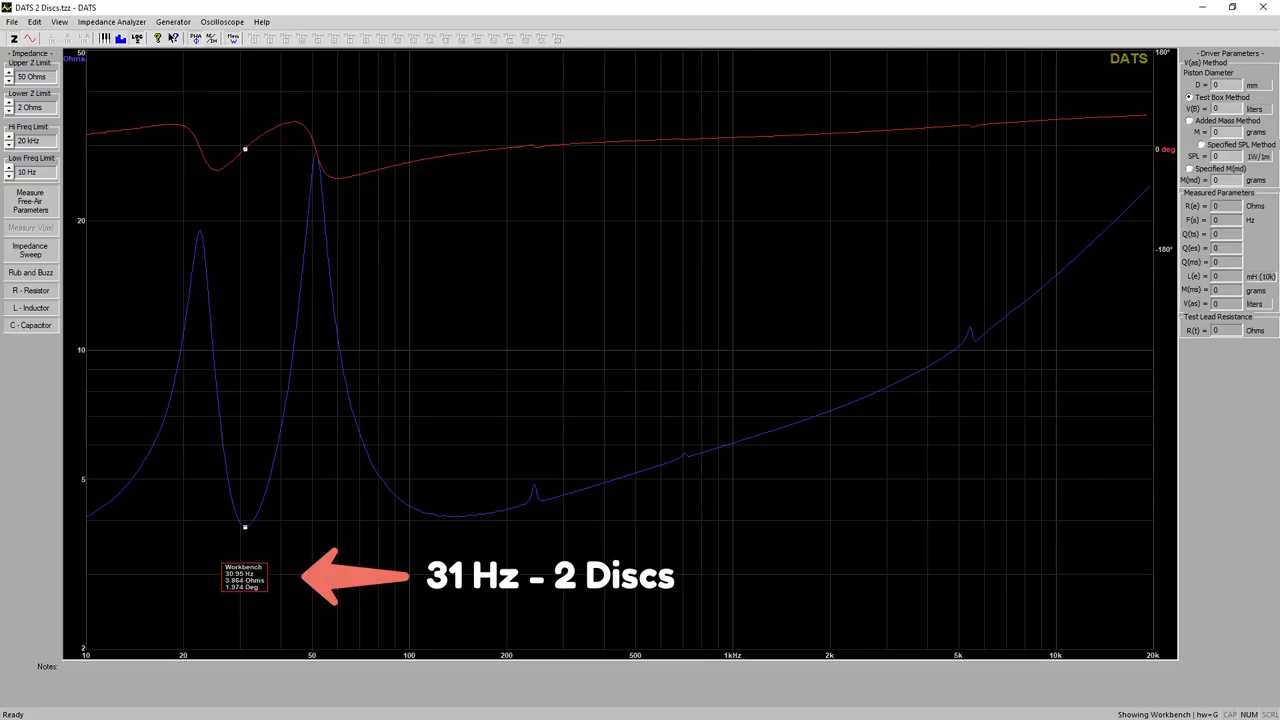 DATS 2 Discs.tzz - DATS
File Edit View Impedance Analyzer Generator Oscilloscope Help
Z
- Impedance -
Upper Z Limit
50 Ohms
Lower Z Limit
2 Ohms
Hi Freq Limit
20 kHz
Low Freq Limit
10 Hz
Measure
Free-Air
Parameters
Measure V(as)
Impedance
Sweep
Rub and Buzz
R - Resistor
L - Inductor
C - Capacitor
Notes:
50
Ohms
20
10
5
2
10 20 50 100 200 500 1kHz 2k 5k 10k 20k
DATS
180°
0 deg
-180°
Workbench
30.95 Hz
3.864 Ohms
1.974 Deg
31 Hz - 2 Discs
- Driver Parameters -
V(as) Method
Piston Diameter
D = 0 mm
Test Box Method
V(B) = 0 liters
Added Mass Method
M = 0 grams
Specified SPL Method
SPL = 0 1W/1m
Specified M(md)
M(md) = 0 grams
Measured Parameters
R(e) = 0 Ohms
F(s) = 0 Hz
Q(ts) = 0
Q(es) = 0
Q(ms) = 0
L(e) = 0 mH (10k)
M(ms) = 0 grams
V(as) = 0 liters
Test Lead Resistance
R(t) = 0 Ohms
Ready
Showing Workbench | hw=G CAP NUM SCRL